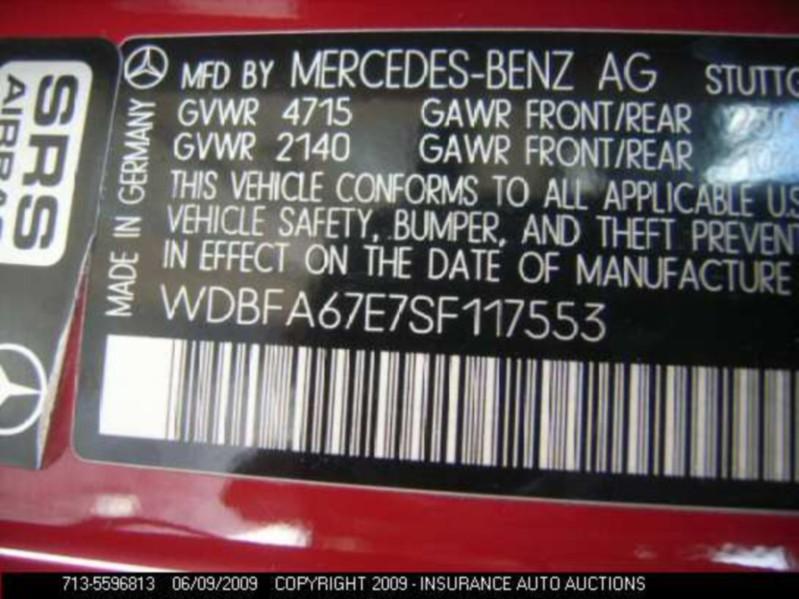 SRS
MFD BY MERCEDES-BENZ AG
GVWR 4715 GAWR FRONT/REAR
GVWR 2140 GAWR FRONT/REAR
THIS VEHICLE CONFORMS TO ALL APPLICABLE U.S
VEHICLE SAFETY, BUMPER, AND THEFT PREVENT
IN EFFECT ON THE DATE OF MANUFACTURE
WDBFA67E7SF117553
MADE IN GERMANY
713-5596813 06/09/2009 COPYRIGHT 2009 - INSURANCE AUTO AUCTIONS